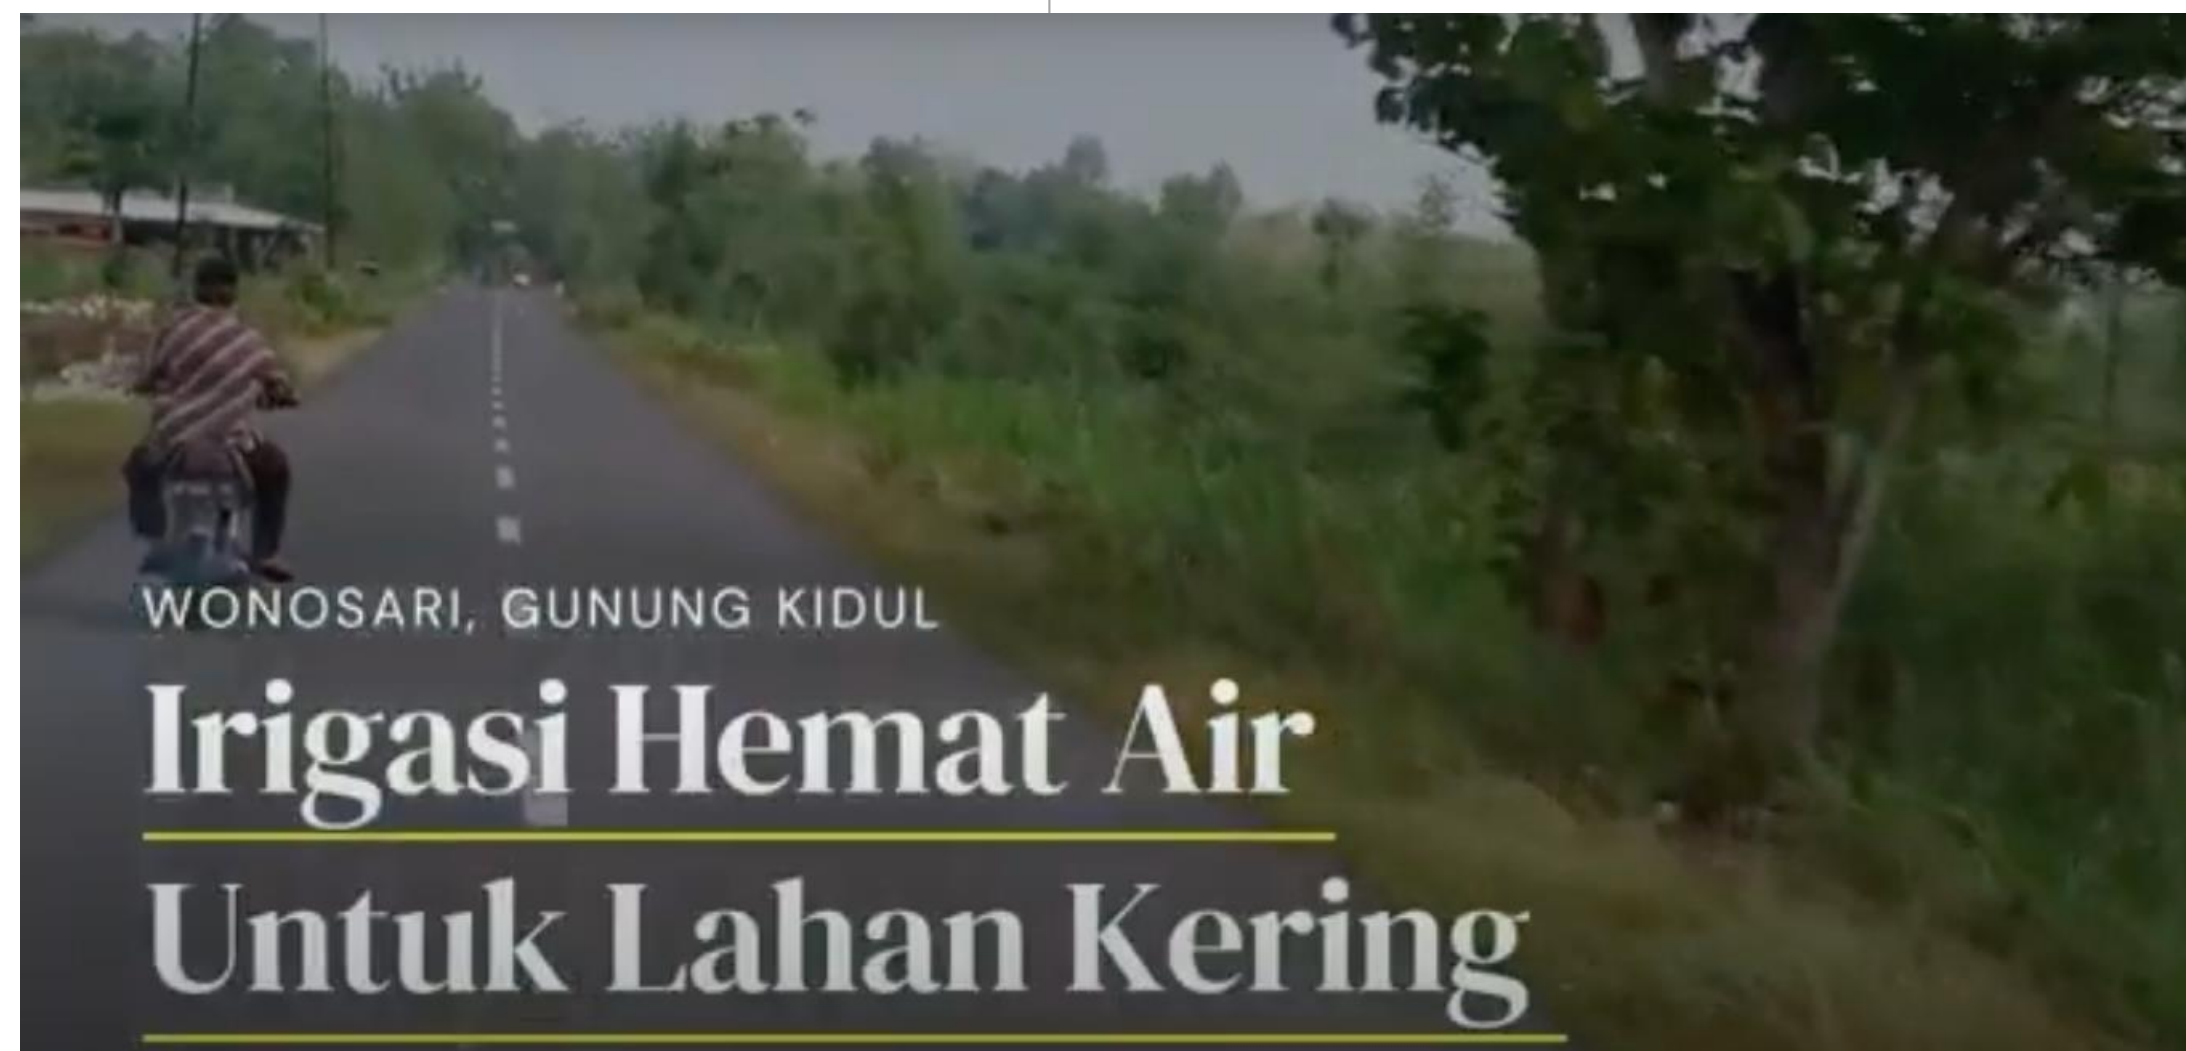 WONOSARI, GUNUNG KIDUL
Irigasi Hemat Air
Untuk Lahan Kering